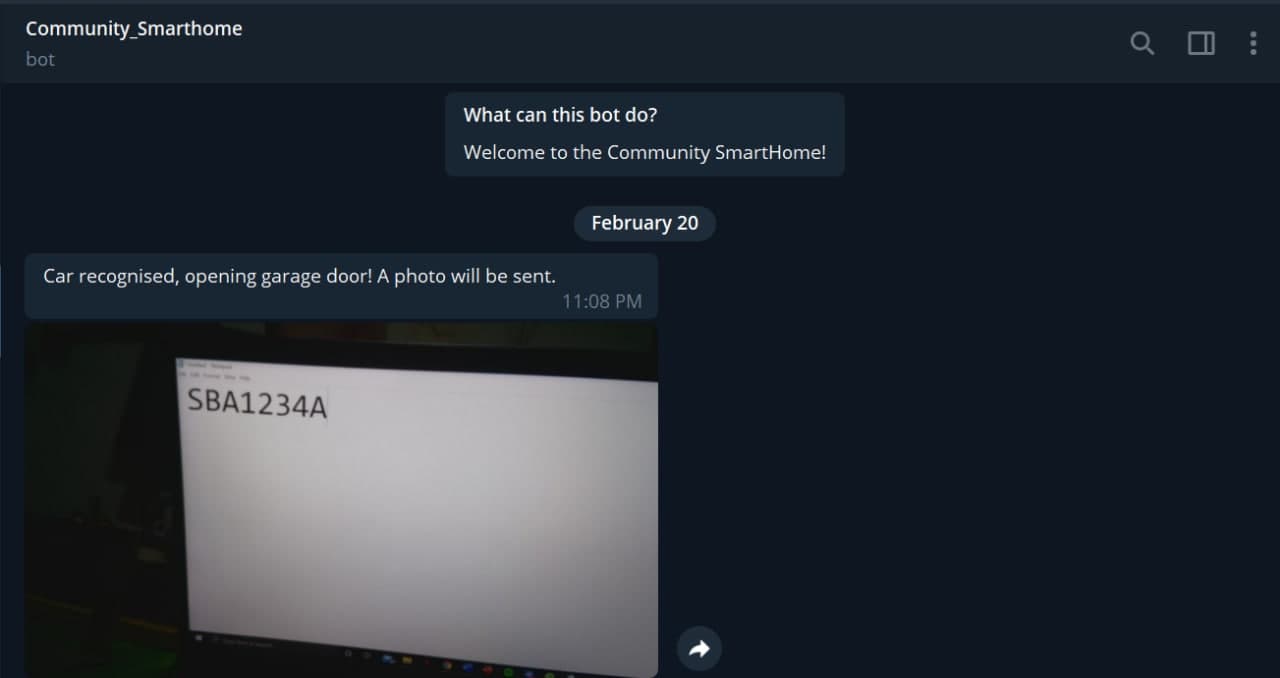 Community_Smarthome
bot
What can this bot do?
Welcome to the Community SmartHome!
February 20
Car recognised, opening garage door! A photo will be sent.
11:08 PM
SBA1234A